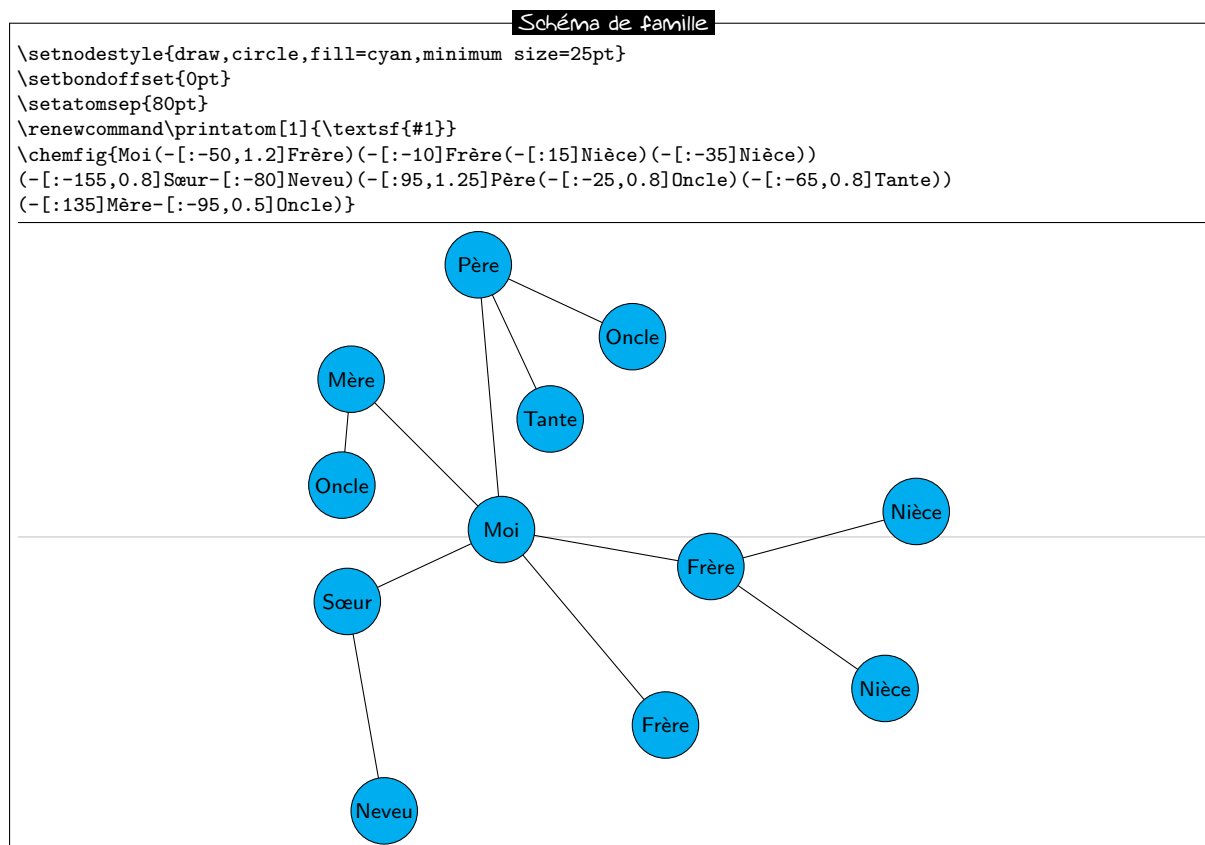 Schéma de famille
\setnodestyle{draw,circle,fill=cyan,minimum size=25pt}
\setbondoffset{0pt}
\setatomsep{80pt}
\renewcommand\printatom[1]{\textsf{#1}}
\chemfig{Moi(-[:-50,1.2]Frère)(-[:-10]Frère(-[:15]Nièce)(-[:-35]Nièce))
(-[:-155,0.8]Sœur-[:-80]Neveu)(-[:95,1.25]Père(-[:-25,0.8]Oncle)(-[:-65,0.8]Tante))
(-[:135]Mère-[:-95,0.5]Oncle)}
Père
Oncle
Mère
Tante
Oncle
Nièce
Moi
Frère
Sœur
Nièce
Frère
Neveu